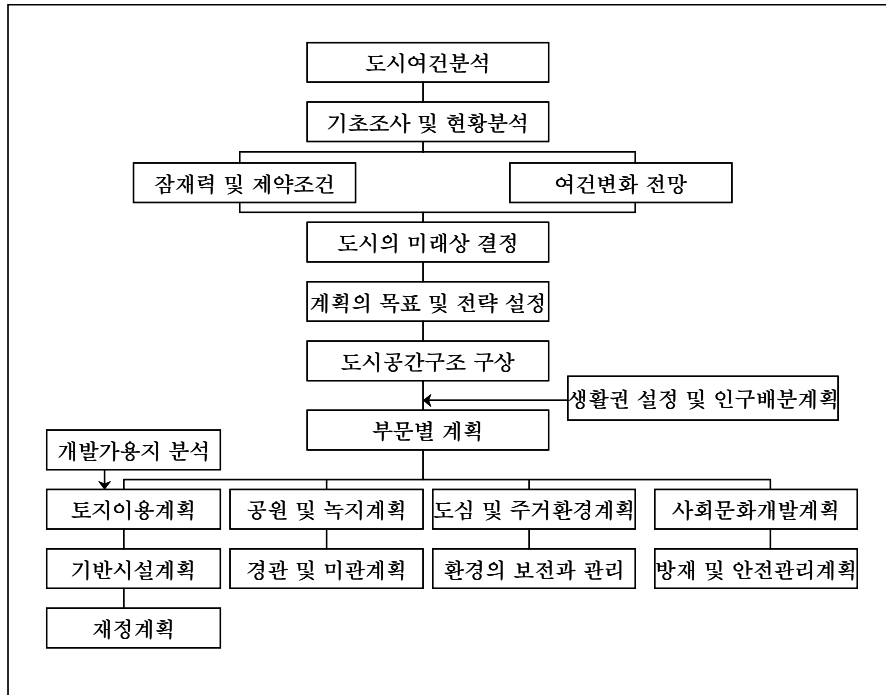 도시여건분석
기초조사 및 현황분석
잠재력 및 제약조건
여건변화 전망
도시의 미래상 결정
계획의 목표 및 전략 설정
도시공간구조 구상
생활권 설정 및 인구배분계획
부문별 계획
개발가용지 분석
토지이용계획
공원 및 녹지계획
도심 및 주거환경계획
사회문화개발계획
기반시설계획
경관 및 미관계획
환경의 보전과 관리
방재 및 안전관리계획
재정계획